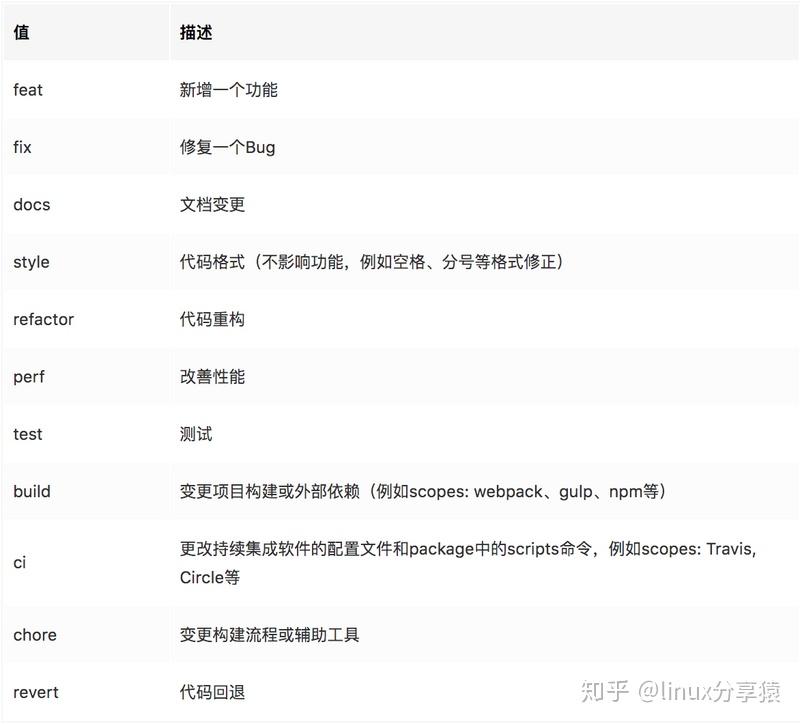 值 描述
feat 新增一个功能
fix 修复一个Bug
docs 文档变更
style 代码格式（不影响功能，例如空格、分号等格式修正）
refactor 代码重构
perf 改善性能
test 测试
build 变更项目构建或外部依赖（例如scopes: webpack、gulp、npm等）
ci 更改持续集成软件的配置文件和package中的scripts命令，例如scopes: Travis,
Circle等
chore 变更构建流程或辅助工具
revert 代码回退
知乎 @linux分享猿